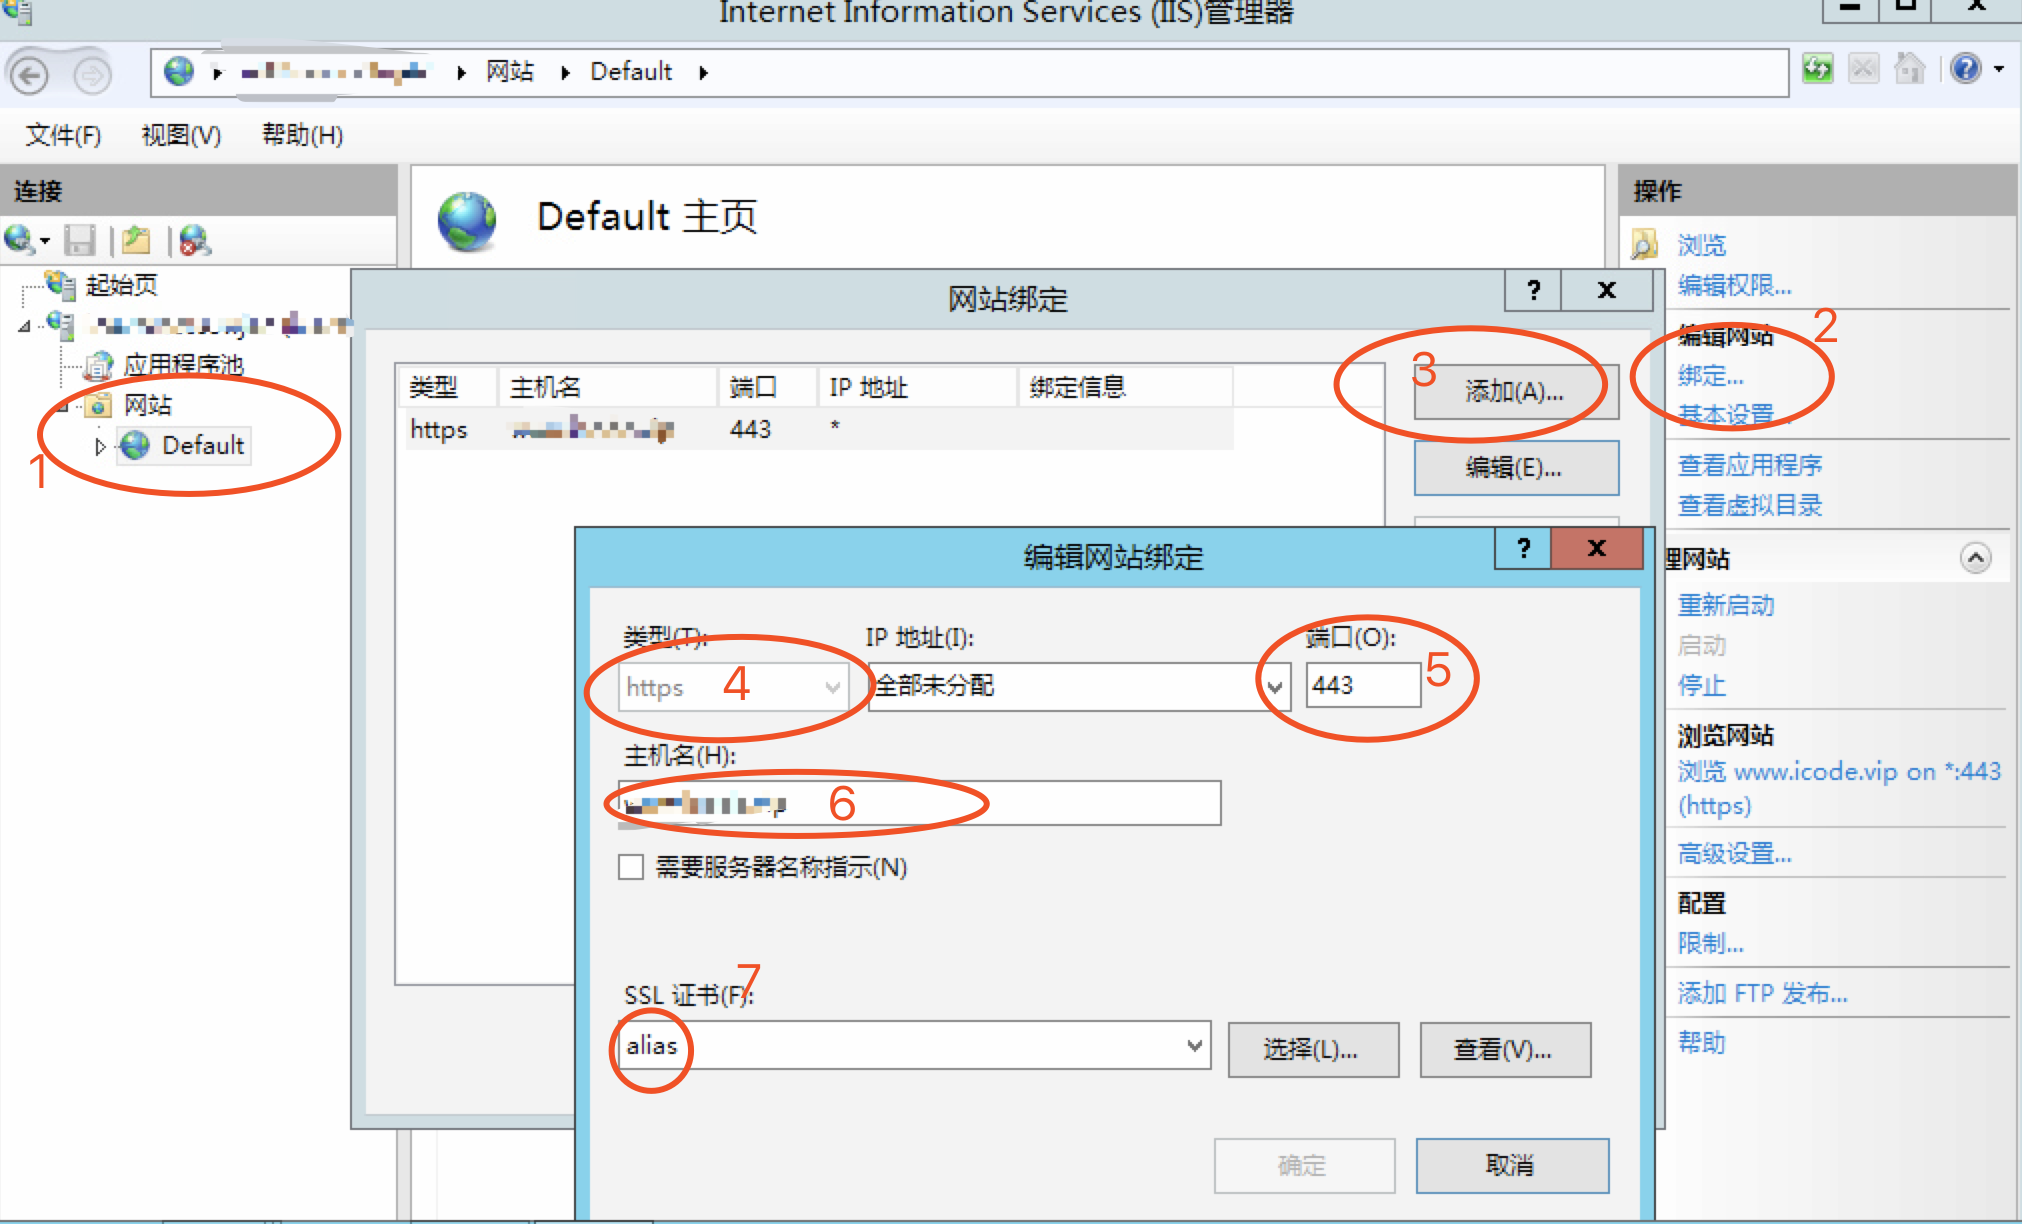 Internet Information Services (IIS)管理器
网站 Default
文件(F) 视图(V) 帮助(H)
连接
起始页
应用程序池
网站
Default
1
Default 主页
网站绑定
?
x
类型 主机名 端口 IP 地址 绑定信息
https 443 *
3
添加(A)...
编辑(E)...
编辑网站绑定
?
x
类型(T):
https
4
IP 地址(I):
全部未分配
端口(O):
443
5
主机名(H):
6
需要服务器名称指示(N)
7
SSL 证书(F):
alias
选择(L)...
查看(V)...
确定
取消
操作
浏览
编辑权限...
编辑网站
2
绑定...
基本设置...
查看应用程序
查看虚拟目录
理网站
重新启动
启动
停止
浏览网站
浏览 www.icode.vip on *:443
(https)
高级设置...
配置
限制...
添加 FTP 发布...
帮助